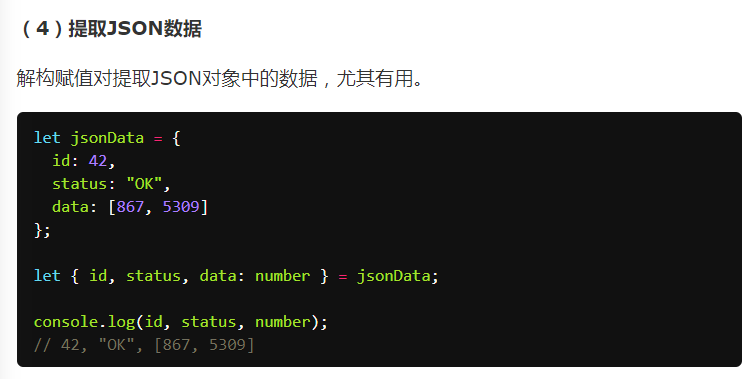 （4）提取JSON数据
解构赋值对提取JSON对象中的数据，尤其有用。
let jsonData = {
  id: 42,
  status: "OK",
  data: [867, 5309]
};
let { id, status, data: number } = jsonData;
console.log(id, status, number);
// 42, "OK", [867, 5309]